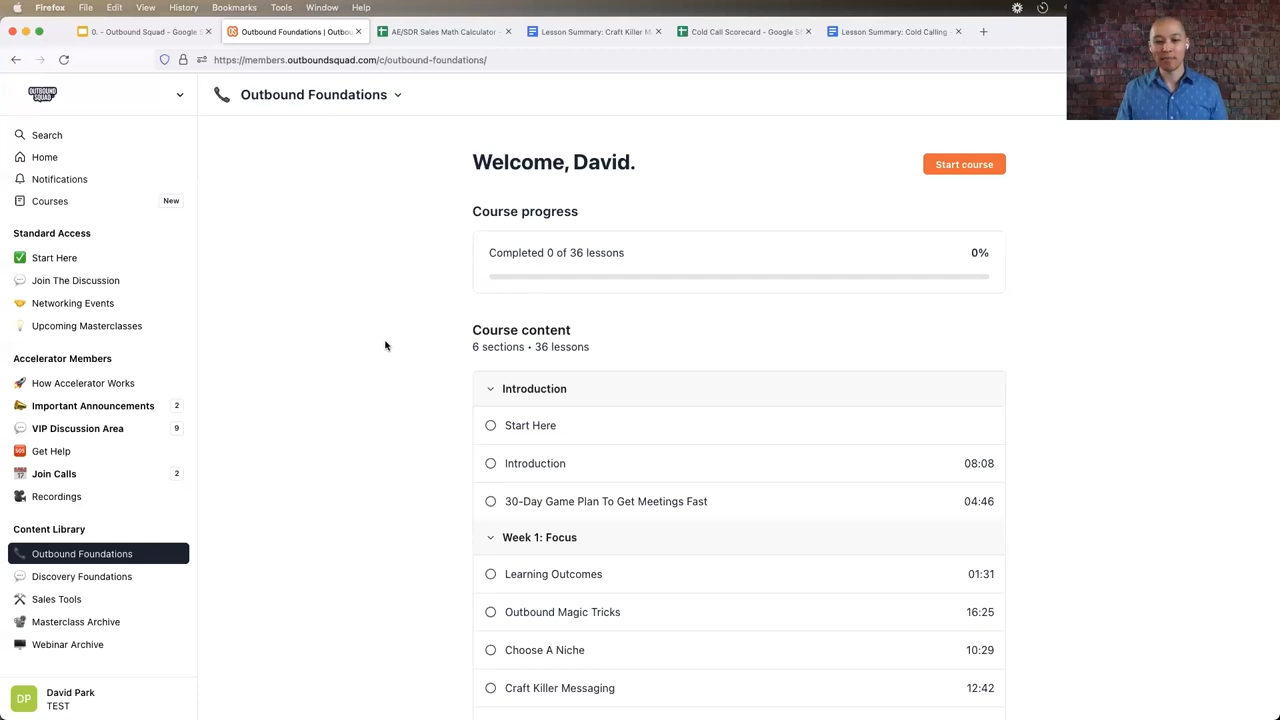 Firefox File Edit View History Bookmarks Tools Window Help
0. - Outbound Squad - Google
Outbound Foundations | Outbou
AE/SDR Sales Math Calculator -
Lesson Summary: Craft Killer M
Cold Call Scorecard - Google S
Lesson Summary: Cold Calling -
https://members.outboundsquad.com/c/outbound-foundations/
OUTBOUND
SQUAD
Outbound Foundations
Search
Home
Notifications
Courses New
Standard Access
Start Here
Join The Discussion
Networking Events
Upcoming Masterclasses
Accelerator Members
How Accelerator Works
Important Announcements 2
VIP Discussion Area 9
SOS Get Help
Join Calls 2
Recordings
Content Library
Outbound Foundations
Discovery Foundations
Sales Tools
Masterclass Archive
Webinar Archive
DP
David Park
TEST
Welcome, David.
Start course
Course progress
Completed 0 of 36 lessons 0%
Course content
6 sections • 36 lessons
Introduction
Start Here
Introduction 08:08
30-Day Game Plan To Get Meetings Fast 04:46
Week 1: Focus
Learning Outcomes 01:31
Outbound Magic Tricks 16:25
Choose A Niche 10:29
Craft Killer Messaging 12:42